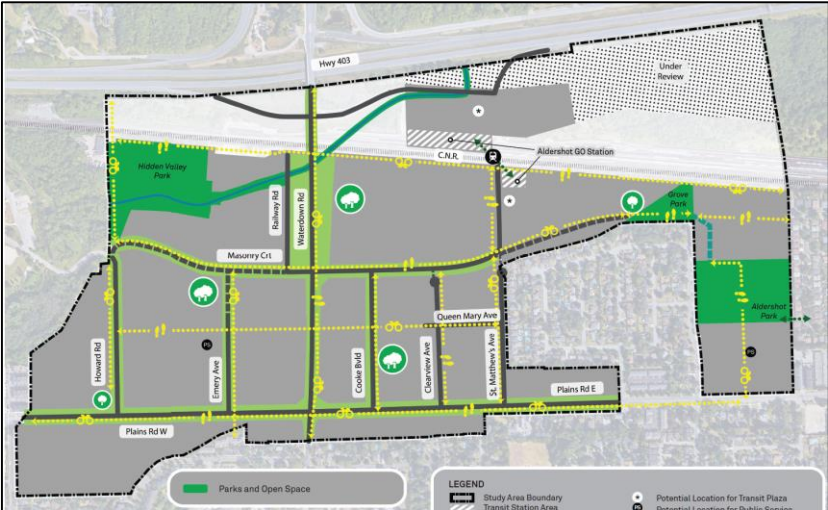 Hwy 403
Under
Review
Aldershot GO Station
C.N.R.
Hidden Valley
Park
Railway Rd
Waterdown Rd
Grove
Park
Masonry Crt
Aldershot
Park
Queen Mary Ave
Howard Rd
PS
Emery Ave
Cooke Blvd
Clearview Ave
St. Matthew's Ave
PS
Plains Rd E
Plains Rd W
Parks and Open Space
LEGEND
Study Area Boundary
Transit Station Area
Potential Location for Transit Plaza
PS
Potential Location for Public Service